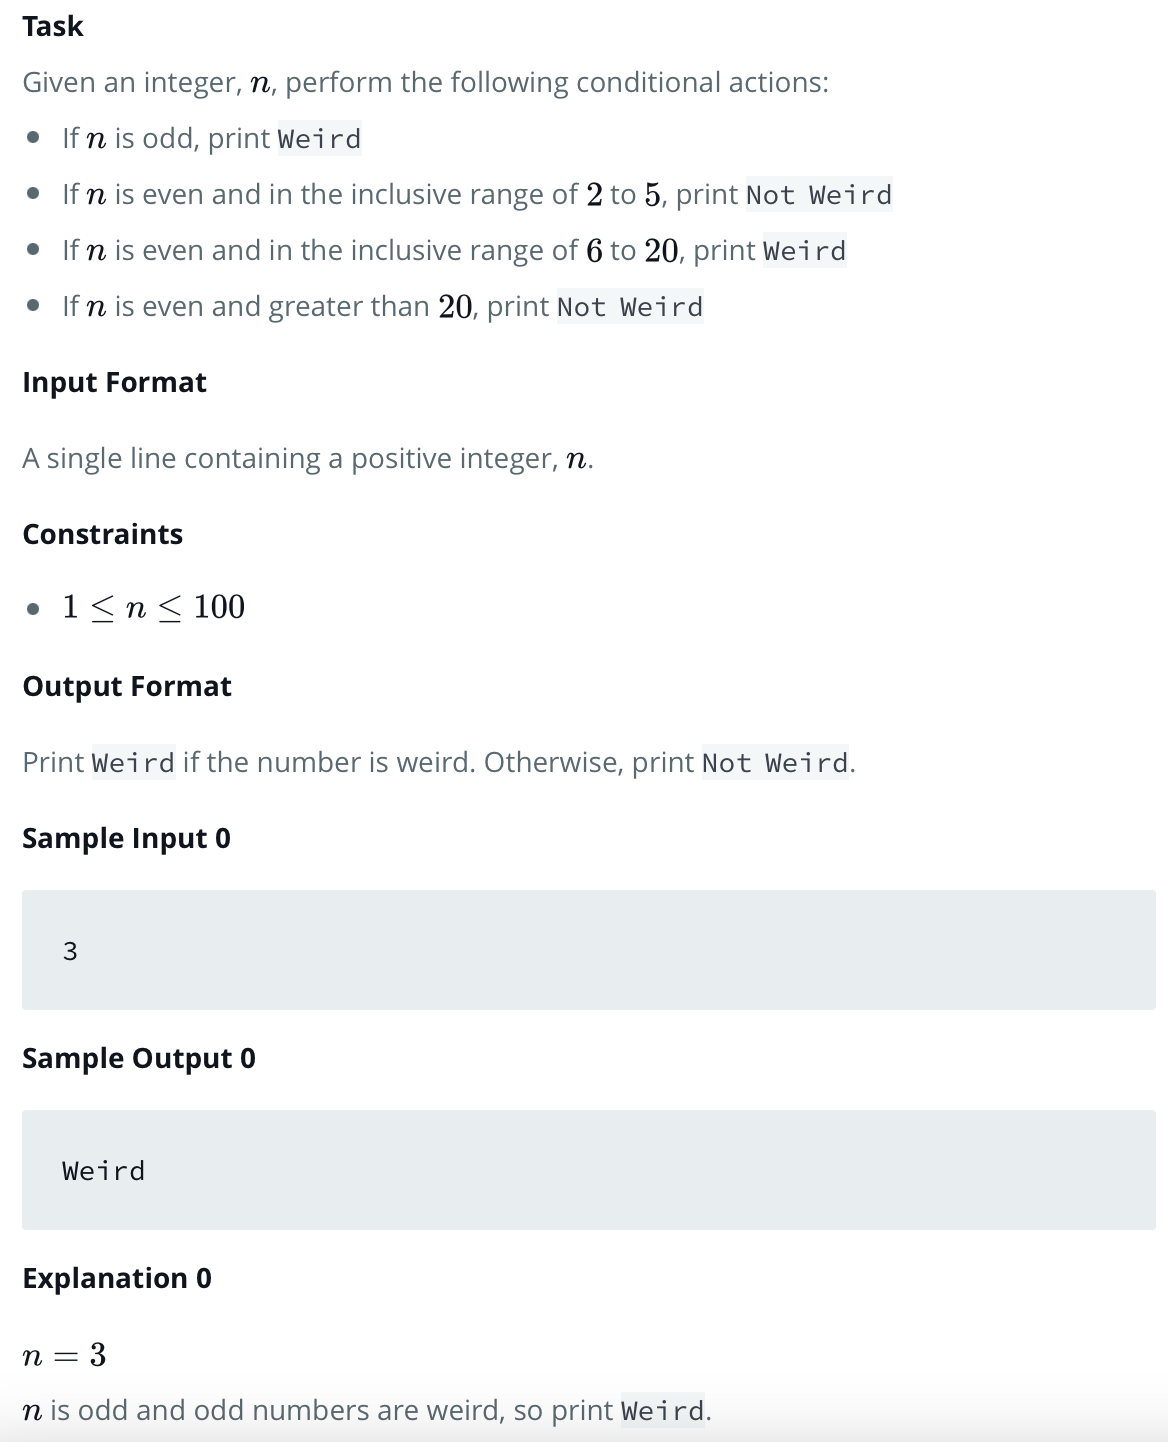 Task
Given an integer, n, perform the following conditional actions:
• If n is odd, print Weird
• If n is even and in the inclusive range of 2 to 5, print Not Weird
• If n is even and in the inclusive range of 6 to 20, print Weird
• If n is even and greater than 20, print Not Weird
Input Format
A single line containing a positive integer, n.
Constraints
• 1 ≤ n ≤ 100
Output Format
Print Weird if the number is weird. Otherwise, print Not Weird.
Sample Input 0
3
Sample Output 0
Weird
Explanation 0
n = 3
n is odd and odd numbers are weird, so print Weird.